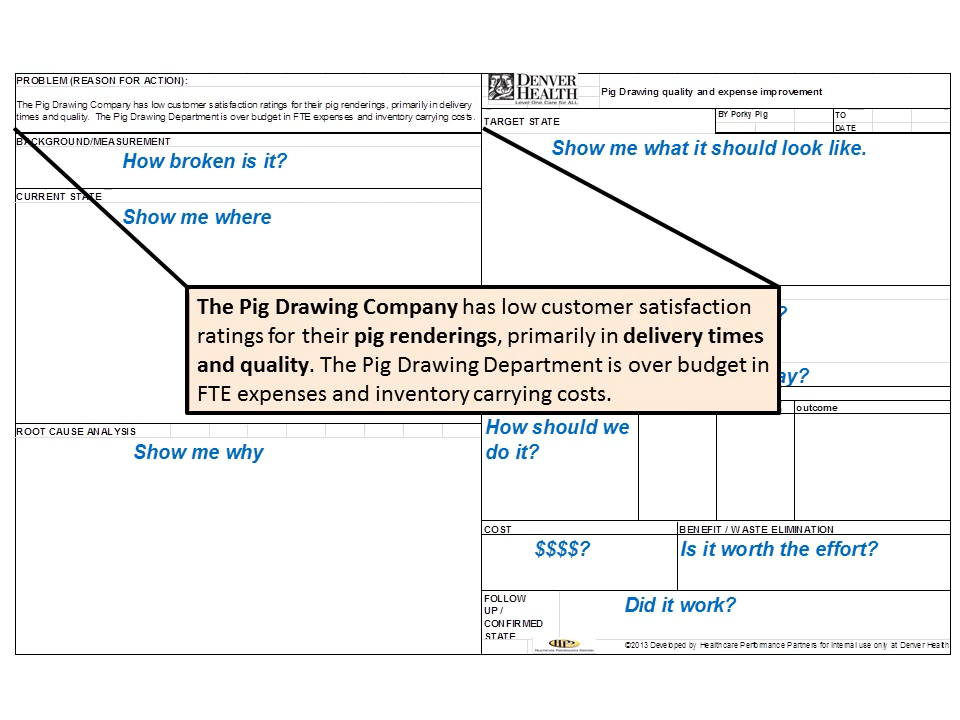 PROBLEM (REASON FOR ACTION):
The Pig Drawing Company has low customer satisfaction ratings for their pig renderings, primarily in delivery
times and quality. The Pig Drawing Department is over budget in FTE expenses and inventory carrying costs.
BACKGROUND/MEASUREMENT
How broken is it?
CURRENT STATE
Show me where
ROOT CAUSE ANALYSIS
Show me why
DENVER
HEALTH
Level One Care for ALL
Pig Drawing quality and expense improvement
TARGET STATE
BY Porky Pig
TO
DATE
Show me what it should look like.
The Pig Drawing Company has low customer satisfaction
ratings for their pig renderings, primarily in delivery times
and quality. The Pig Drawing Department is over budget in
FTE expenses and inventory carrying costs.
?
ay?
outcome
How should we
do it?
COST
BENEFIT / WASTE ELIMINATION
$$$$?
Is it worth the effort?
FOLLOW
UP /
CONFIRMED
STATE
Did it work?
HPP
HEALTHCARE PERFORMANCE PARTNERS
©2013 Developed by Healthcare Performance Partners for internal use only at Denver Health